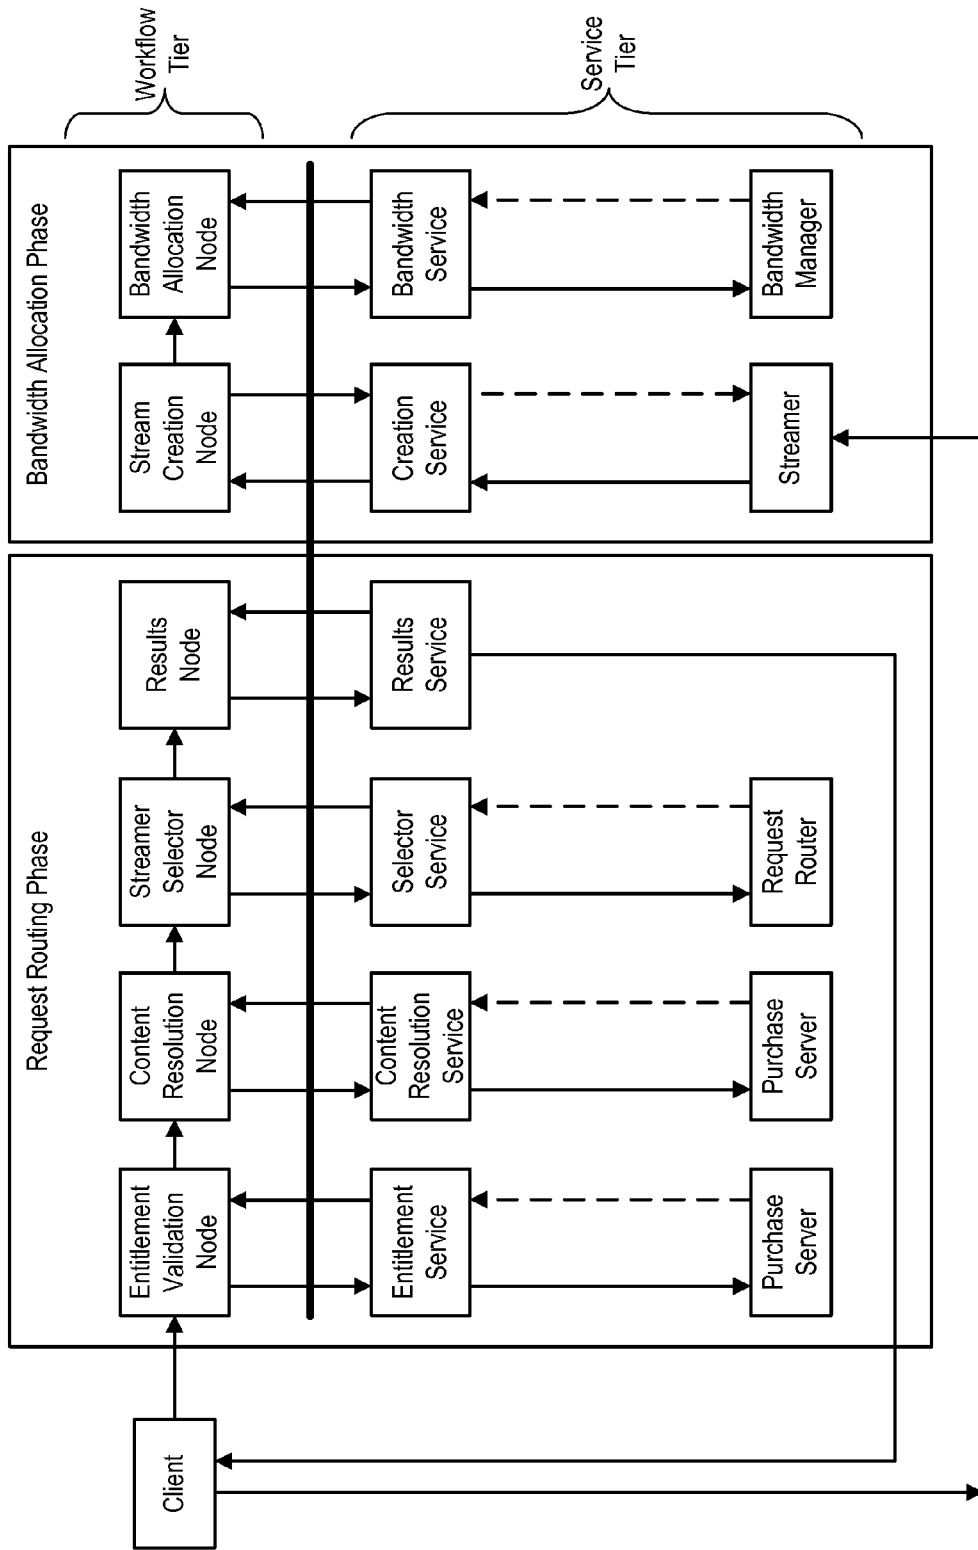 Request Routing Phase
Bandwidth Allocation Phase
Workflow
Tier
Service
Tier
Client
Entitlement
Validation
Node
Content
Resolution
Node
Streamer
Selector
Node
Results
Node
Stream
Creation
Node
Bandwidth
Allocation
Node
Entitlement
Service
Content
Resolution
Service
Selector
Service
Results
Service
Creation
Service
Bandwidth
Service
Purchase
Server
Purchase
Server
Request
Router
Streamer
Bandwidth
Manager